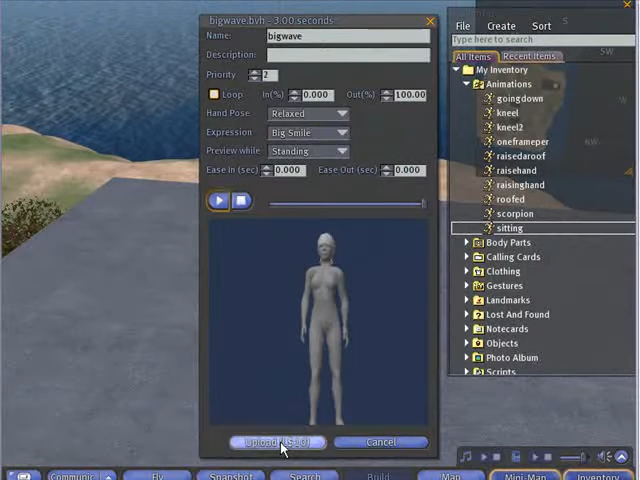 bigwave.bvh - 3.00 seconds
Name: bigwave
Description:
Priority 2
Loop In(%) 0.000 Out(%) 100.00
Hand Pose: Relaxed
Expression Big Smile
Preview while Standing
Ease In (sec) 0.000 Ease Out (sec) 0.000
Upload (L$10) Cancel
File Create Sort
Type here to search
All Items Recent Items
My Inventory
Animations
goingdown
kneel
kneel2
oneframeper
raisedaroof
raisehand
raisinghand
roofed
scorpion
sitting
Body Parts
Calling Cards
Clothing
Gestures
Landmarks
Lost And Found
Notecards
Objects
Photo Album
Scripts
SW
NW
S
Communic Fly Snapshot Search Build Map Mini-Map Inventory